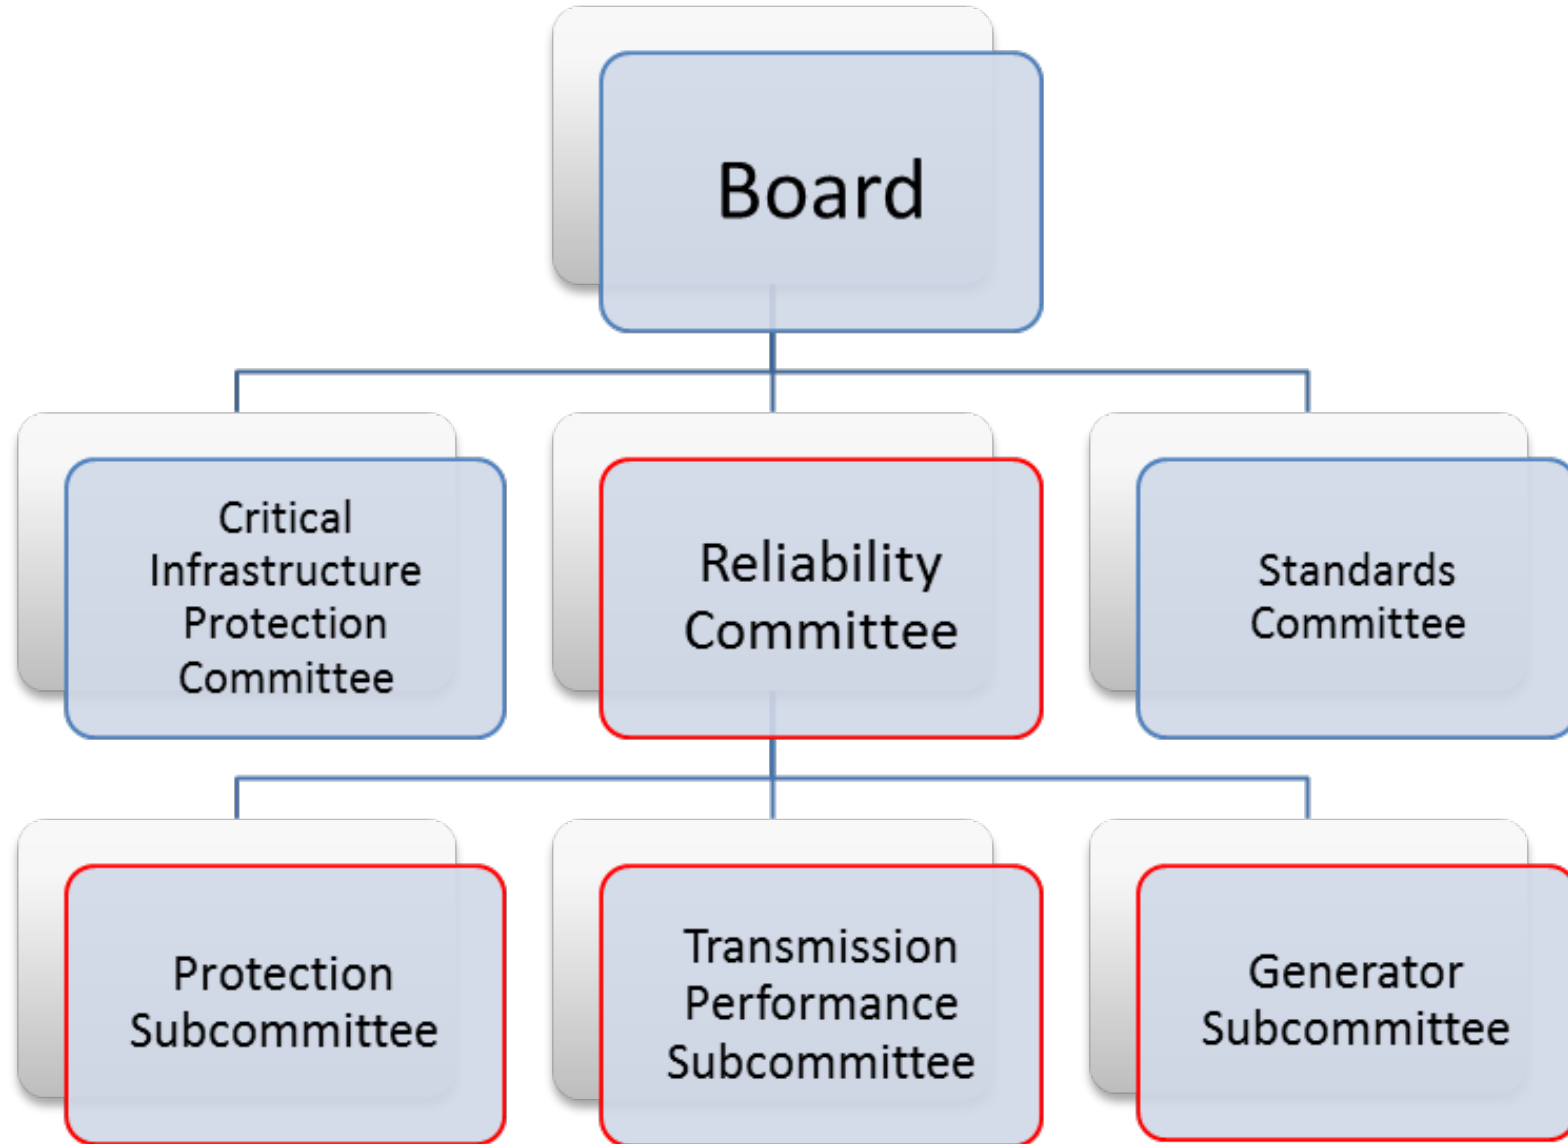 Board
Critical
Infrastructure
Protection
Committee
Reliability
Committee
Standards
Committee
Protection
Subcommittee
Transmission
Performance
Subcommittee
Generator
Subcommittee